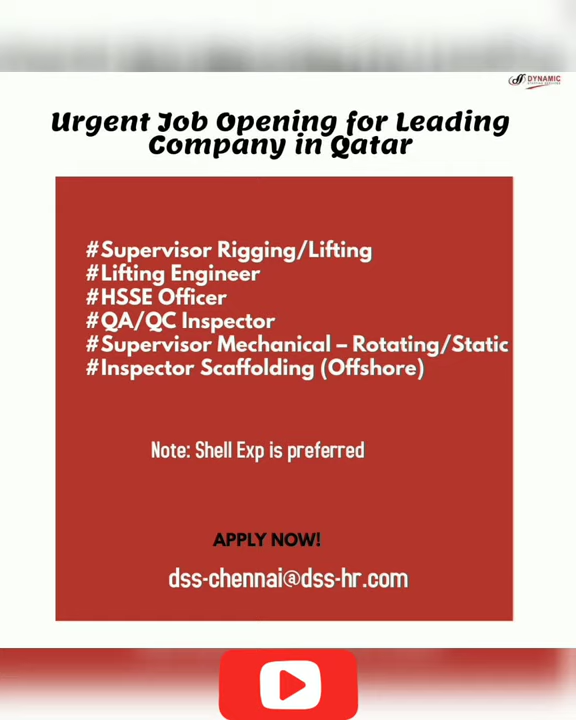 DYNAMIC
Urgent Job Opening for Leading
Company in Qatar
#Supervisor Rigging/Lifting
#Lifting Engineer
#HSSE Officer
#QA/QC Inspector
#Supervisor Mechanical – Rotating/Static
#Inspector Scaffolding (Offshore)
Note: Shell Exp is preferred
APPLY NOW!
dss-chennai@dss-hr.com